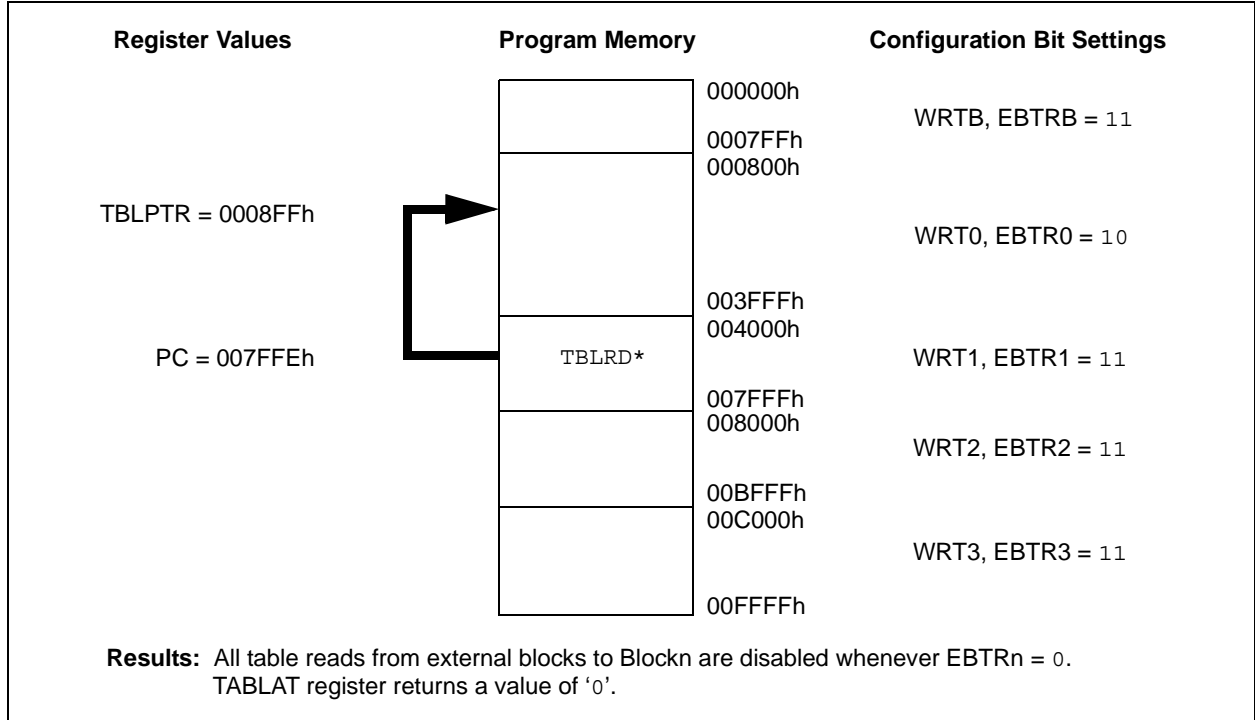 Register Values Program Memory Configuration Bit Settings
000000h
WRTB, EBTRB = 11
0007FFh
000800h
TBLPTR = 0008FFh
WRT0, EBTR0 = 10
003FFFh
004000h
PC = 007FFEh TBLRD* WRT1, EBTR1 = 11
007FFFh
008000h
WRT2, EBTR2 = 11
00BFFFh
00C000h
WRT3, EBTR3 = 11
00FFFFh
Results: All table reads from external blocks to Blockn are disabled whenever EBTRn = 0.
TABLAT register returns a value of ‘0’.